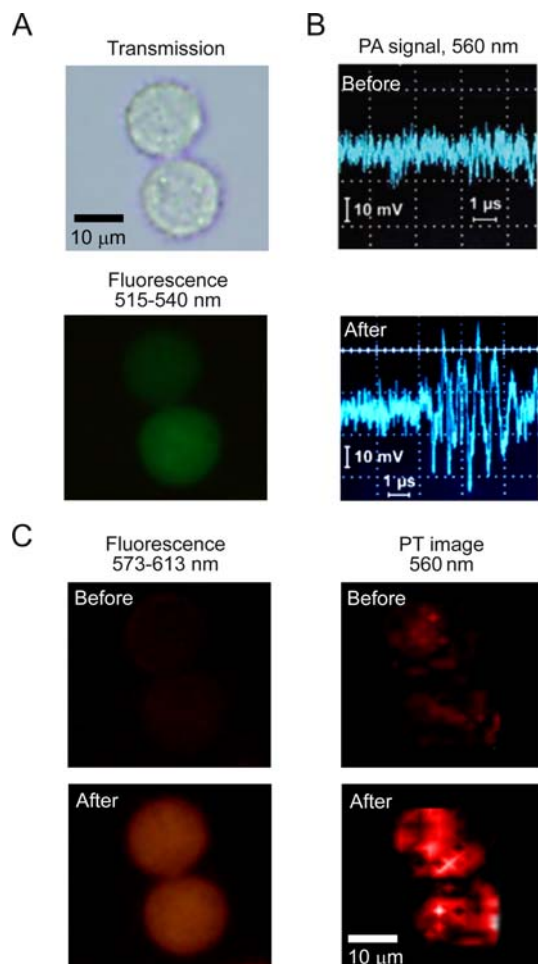 A
Transmission
10 μm
Fluorescence
515-540 nm
B
PA signal, 560 nm
Before
10 mV
1 μs
After
10 mV
1 μs
C
Fluorescence
573-613 nm
Before
After
PT image
560 nm
Before
After
10 μm